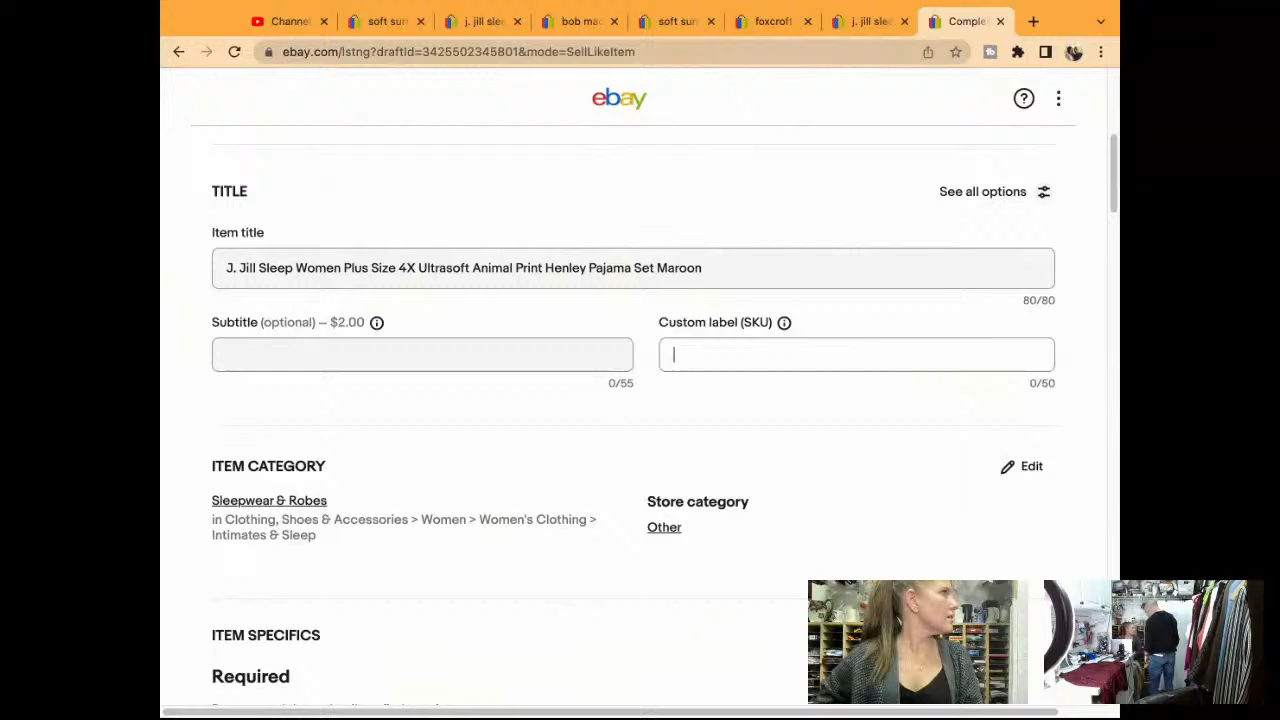 Channel
soft sur
j. jill slee
bob mac
soft sur
foxcroft
j. jill slee
Comple
ebay.com/lstng?draftId=3425502345801&mode=SellLikeItem
ebay
TITLE
See all options
Item title
J. Jill Sleep Women Plus Size 4X Ultrasoft Animal Print Henley Pajama Set Maroon
80/80
Subtitle (optional) – $2.00
Custom label (SKU)
0/55
0/50
ITEM CATEGORY
Edit
Sleepwear & Robes
in Clothing, Shoes & Accessories > Women > Women's Clothing >
Intimates & Sleep
Store category
Other
ITEM SPECIFICS
Required